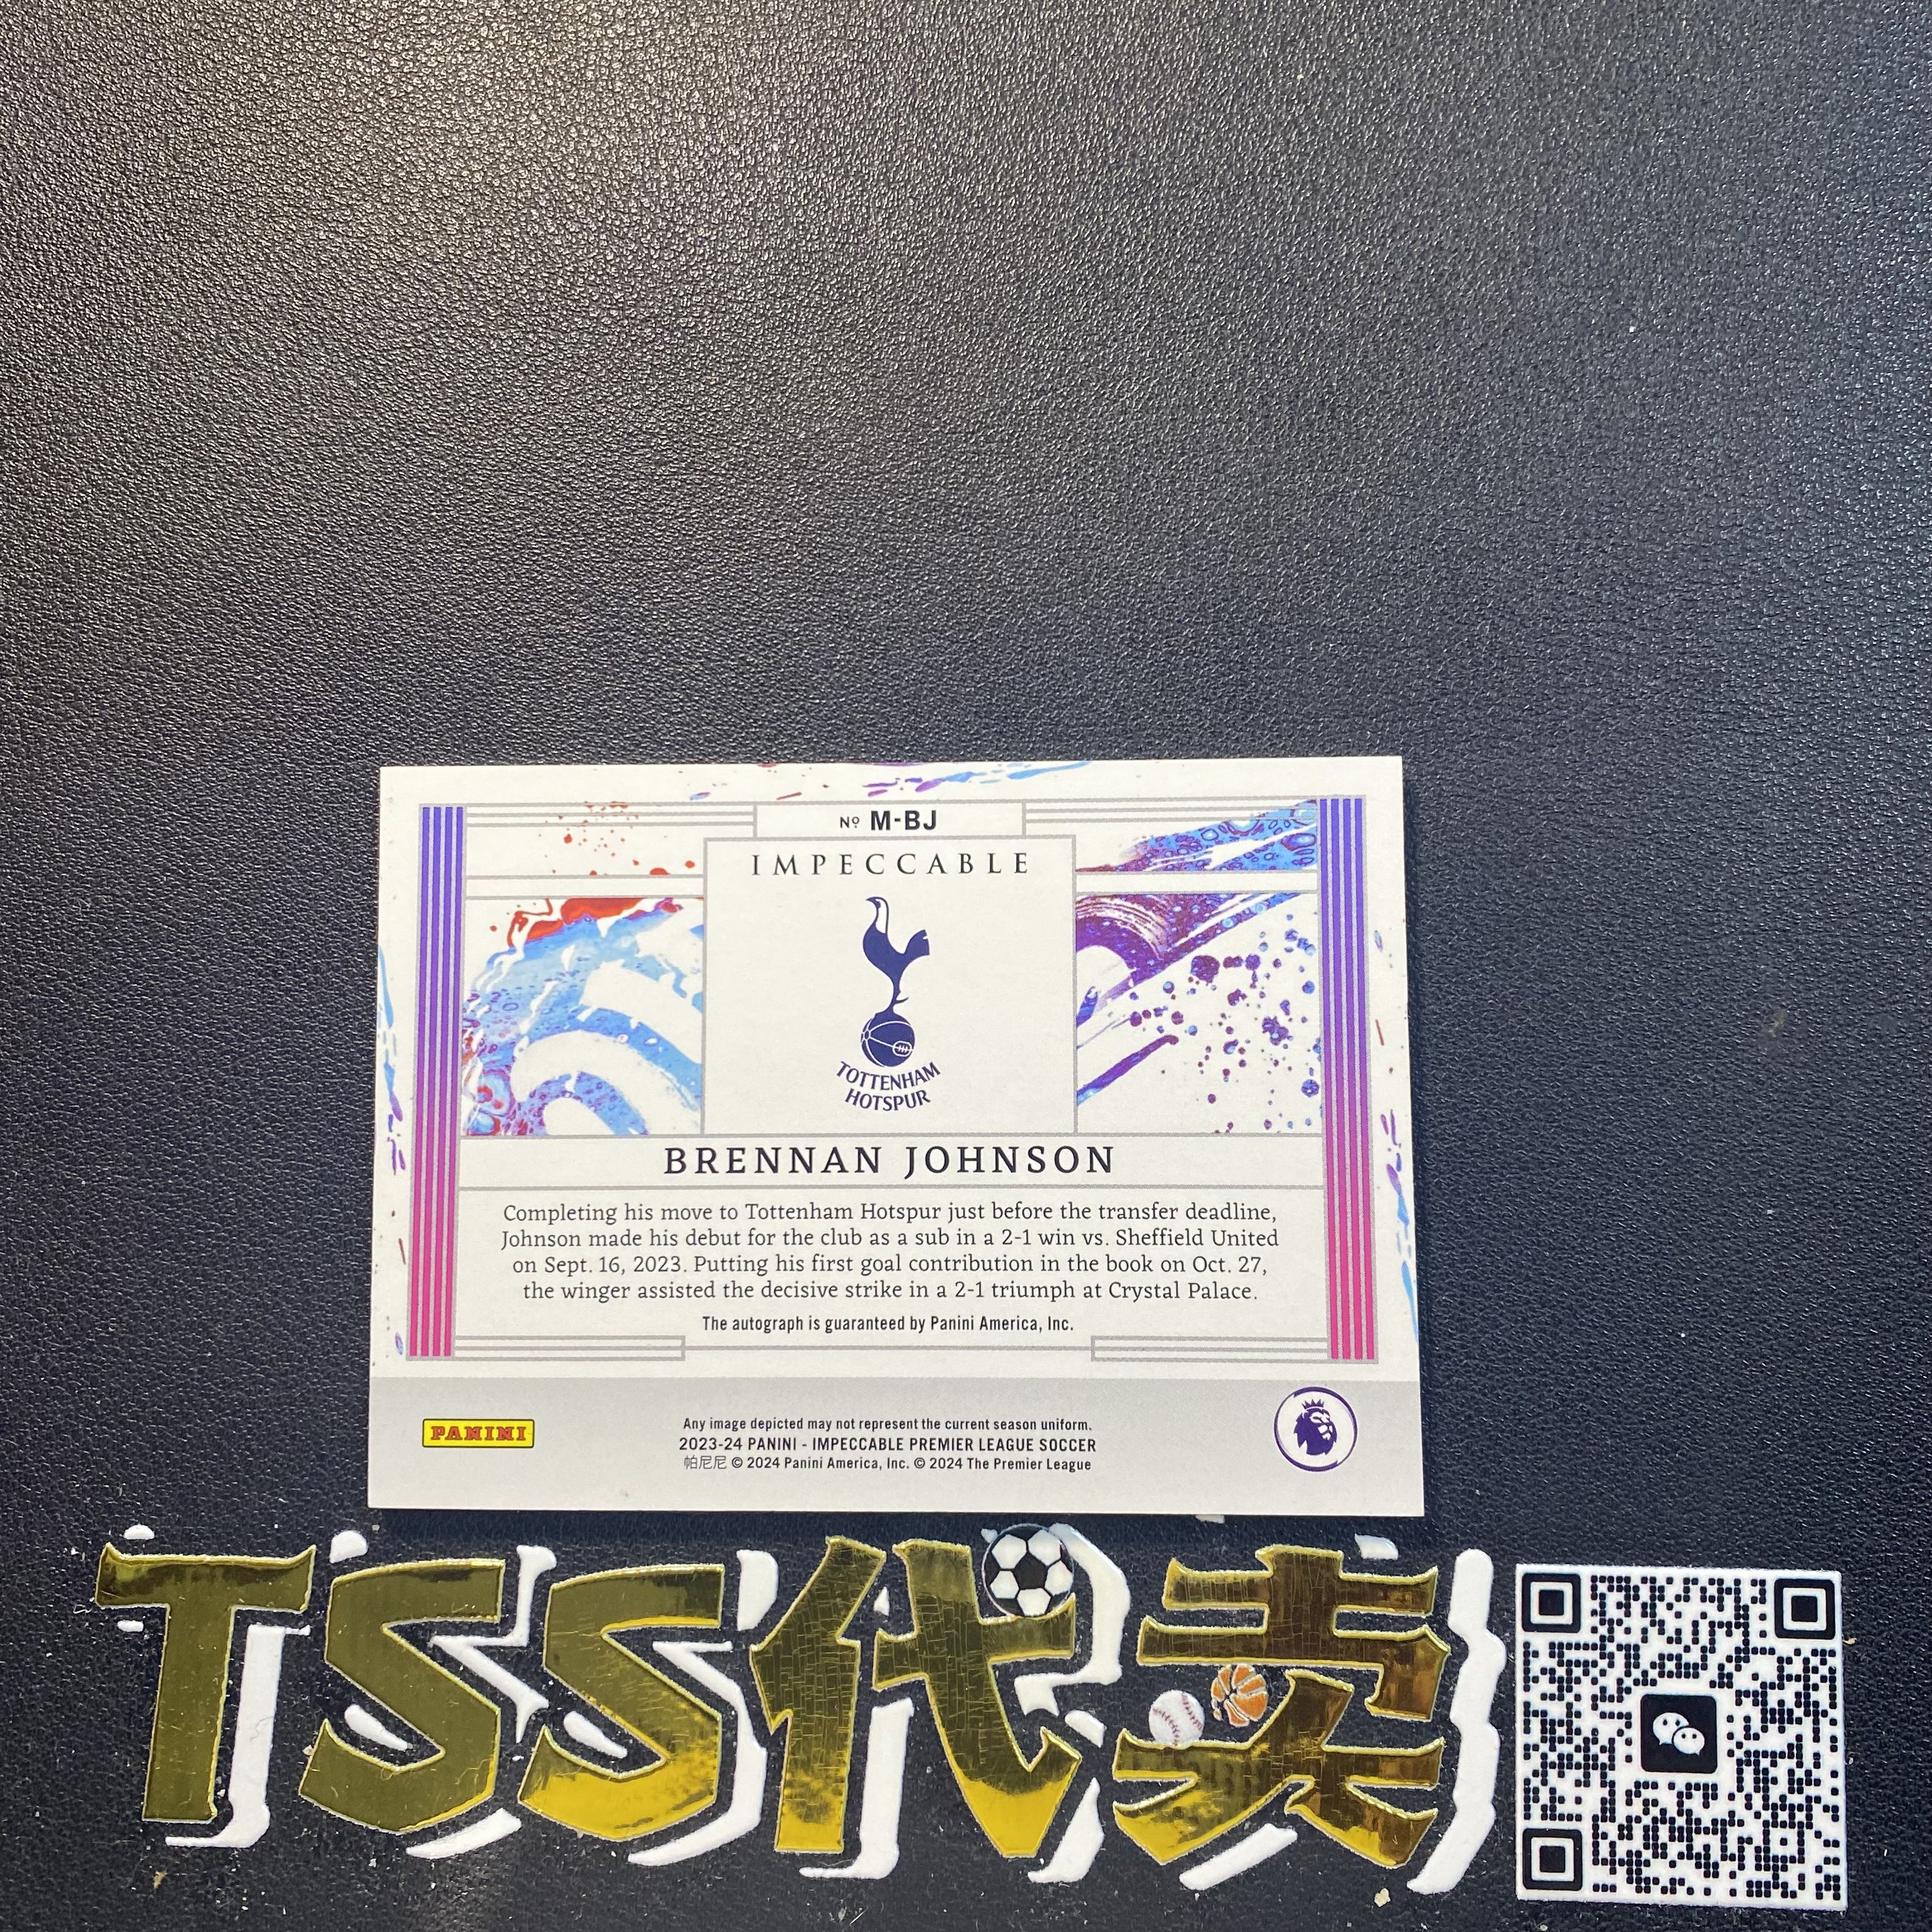 Nº M-BJ
IMPECCABLE
TOTTENHAM
HOTSPUR
BRENNAN JOHNSON
Completing his move to Tottenham Hotspur just before the transfer deadline,
Johnson made his debut for the club as a sub in a 2-1 win vs. Sheffield United
on Sept. 16, 2023. Putting his first goal contribution in the book on Oct. 27,
the winger assisted the decisive strike in a 2-1 triumph at Crystal Palace.
The autograph is guaranteed by Panini America, Inc.
PANINI
Any image depicted may not represent the current season uniform.
2023-24 PANINI - IMPECCABLE PREMIER LEAGUE SOCCER
帕尼尼 © 2024 Panini America, Inc. © 2024 The Premier League
TSS代卖